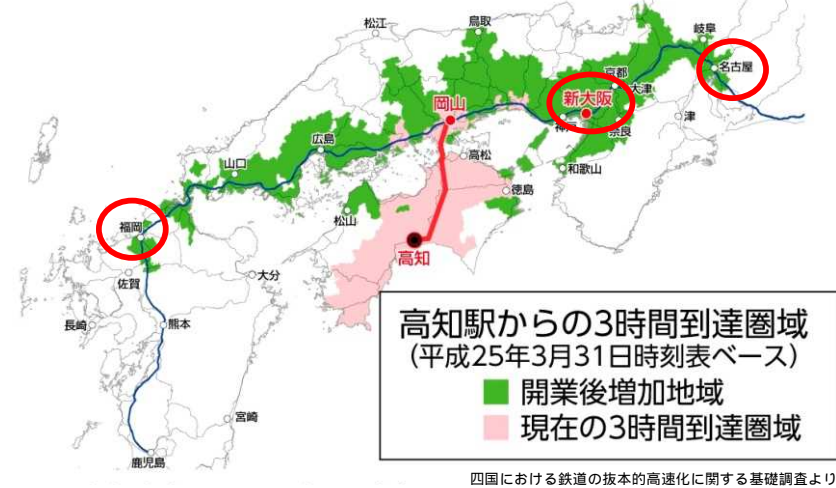 松江
鳥取
岐阜
名古屋
京都
大津
新大阪
岡山
神戸
奈良
津
広島
高松
和歌山
山口
徳島
松山
福岡
高知
佐賀
大分
長崎
熊本
宮崎
鹿児島
高知駅からの3時間到達圏域
(平成25年3月31日時刻表ベース)
開業後増加地域
現在の3時間到達圏域
四国における鉄道の抜本的高速化に関する基礎調査より